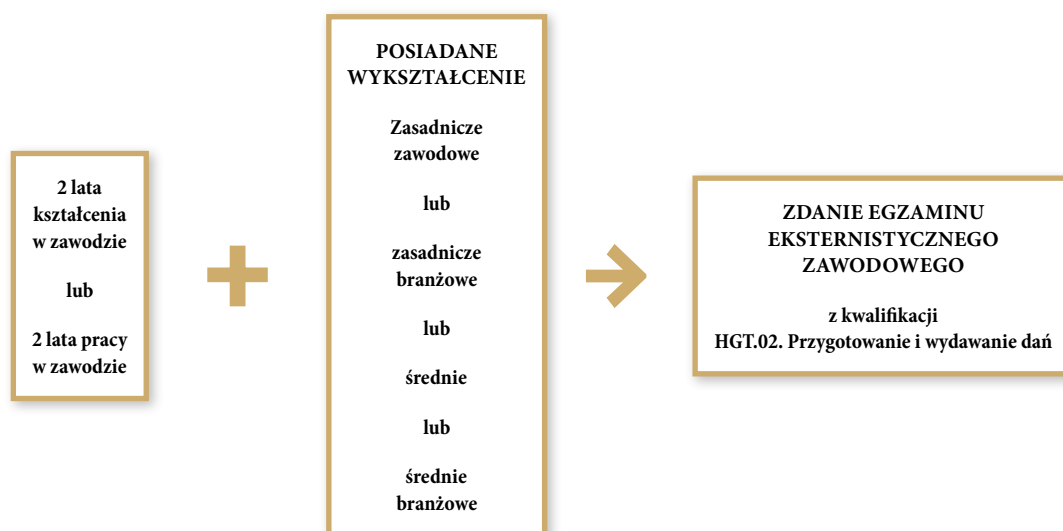 2 lata
kształcenia
w zawodzie
lub
2 lata pracy
w zawodzie
POSIADANE
WYKSZTAŁCENIE
Zasadnicze
zawodowe
lub
zasadnicze
branżowe
lub
średnie
lub
średnie
branżowe
ZDANIE EGZAMINU
EKSTERNISTYCZNEGO
ZAWODOWEGO
z kwalifikacji
HGT.02. Przygotowanie i wydawanie dań